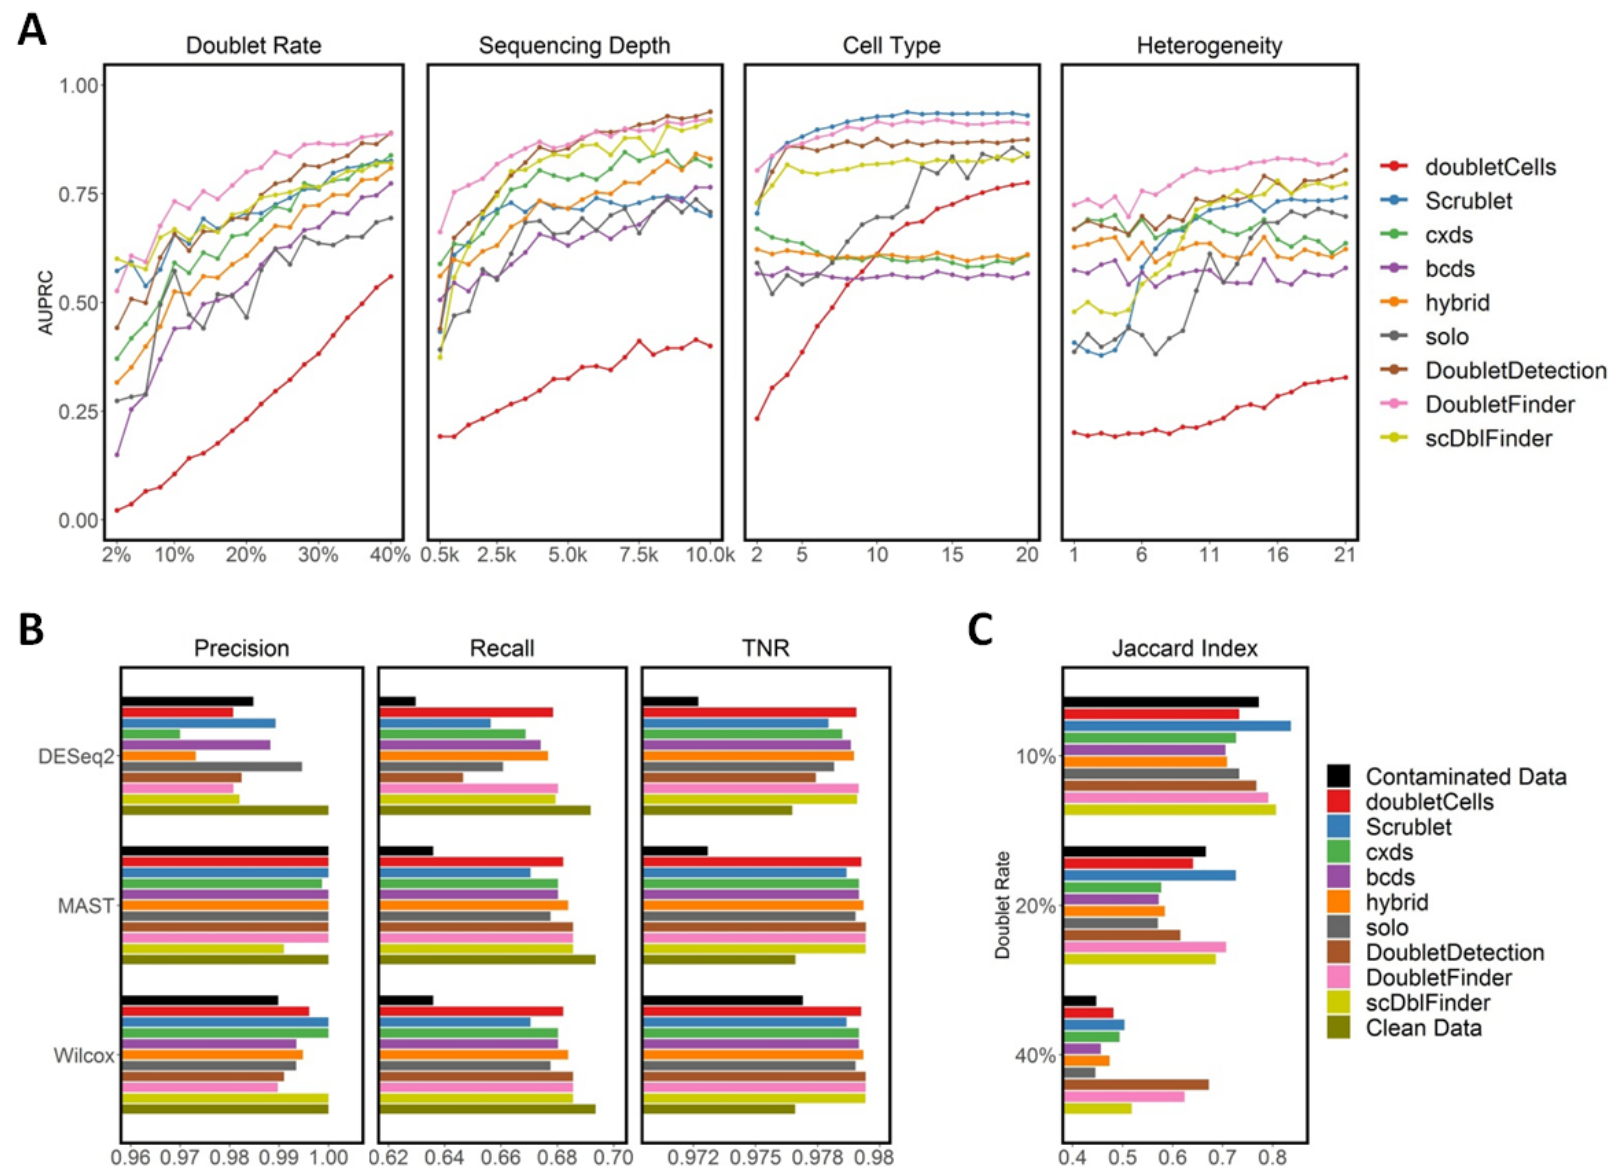 A
Doublet Rate Sequencing Depth Cell Type Heterogeneity
1.00
0.75
0.50
0.25
0.00
AUPRC
2% 10% 20% 30% 40% 0.5k 2.5k 5.0k 7.5k 10.0k 2 5 10 15 20 1 6 11 16 21
doubletCells
Scrublet
cxds
bcds
hybrid
solo
DoubletDetection
DoubletFinder
scDblFinder
B
Precision Recall TNR
DESeq2
MAST
Wilcox
0.96 0.97 0.98 0.99 1.00 0.62 0.64 0.66 0.68 0.70 0.972 0.975 0.978 0.98
C
Jaccard Index
Doublet Rate
10%
20%
40%
0.4 0.5 0.6 0.7 0.8
Contaminated Data
doubletCells
Scrublet
cxds
bcds
hybrid
solo
DoubletDetection
DoubletFinder
scDblFinder
Clean Data